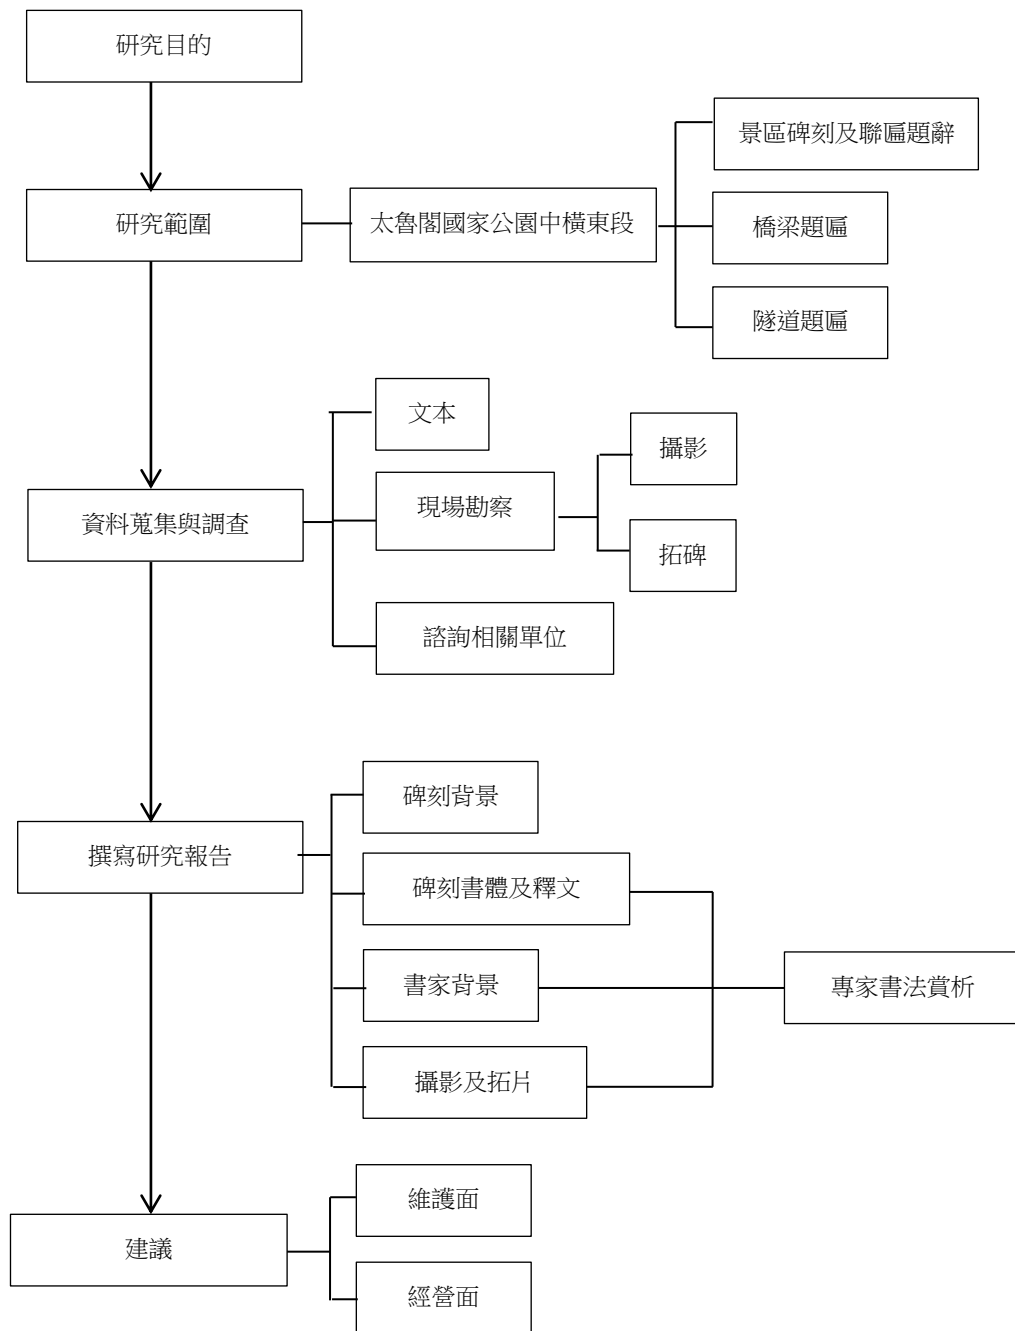 研究目的
景區碑刻及聯匾題辭
研究範圍
太魯閣國家公園中橫東段
橋梁題匾
隧道題匾
文本
攝影
現場勘察
資料蒐集與調查
拓碑
諮詢相關單位
碑刻背景
撰寫研究報告
碑刻書體及釋文
書家背景
專家書法賞析
攝影及拓片
維護面
建議
經營面